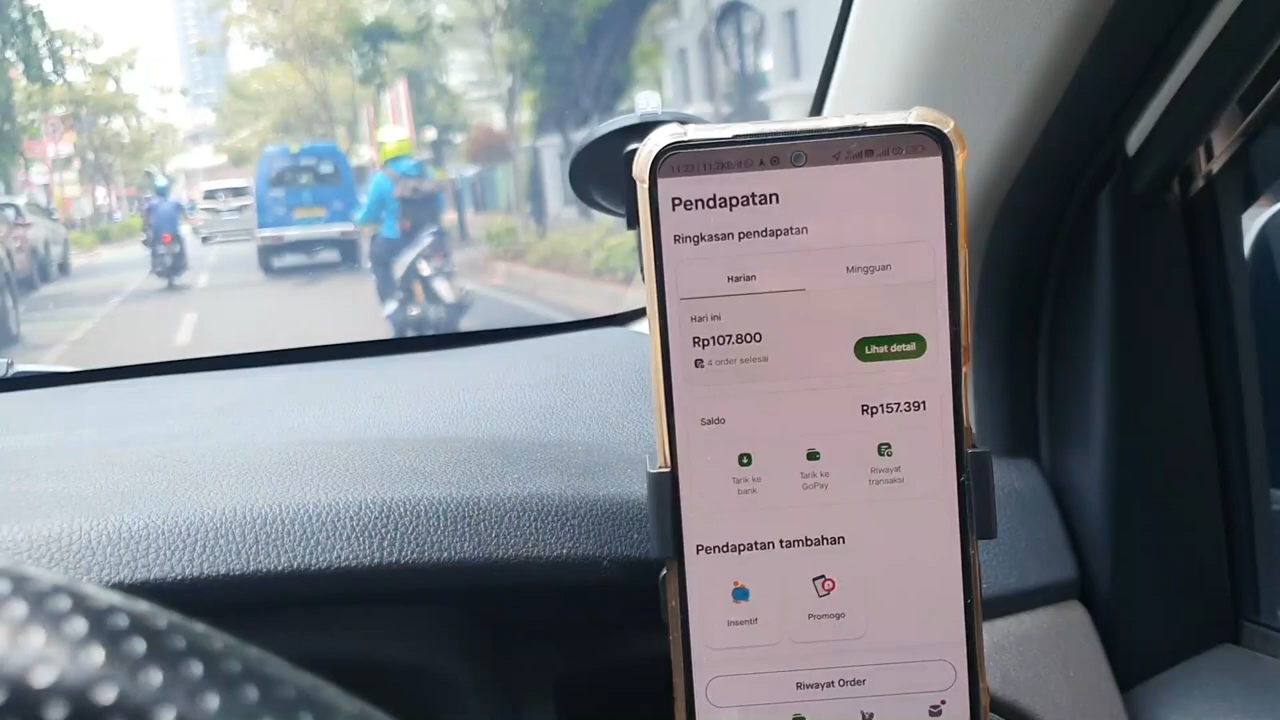 Pendapatan
Ringkasan pendapatan
Harian
Mingguan
Hari ini
Rp107.800
4 order selesai
Lihat detail
Saldo
Rp157.391
Tarik ke
bank
Tarik ke
GoPay
Riwayat
transaksi
Pendapatan tambahan
Insentif
Promogo
Riwayat Order